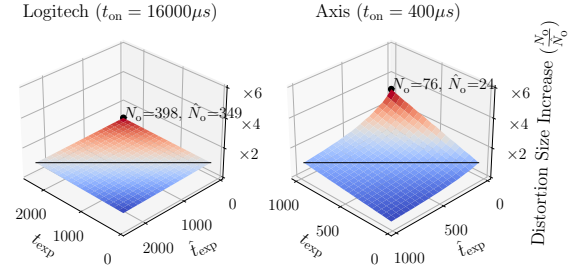 Logitech (t_on = 16000μs)
N_o=398, N̂_o=349
×6
×4
×2
2000
1000
0
t_exp
2000
1000
0
t̂_exp
Axis (t_on = 400μs)
N_o=76, N̂_o=24
×6
×4
×2
1000
500
0
t_exp
1000
500
0
t̂_exp
Distortion Size Increase (N_o/N̂_o)